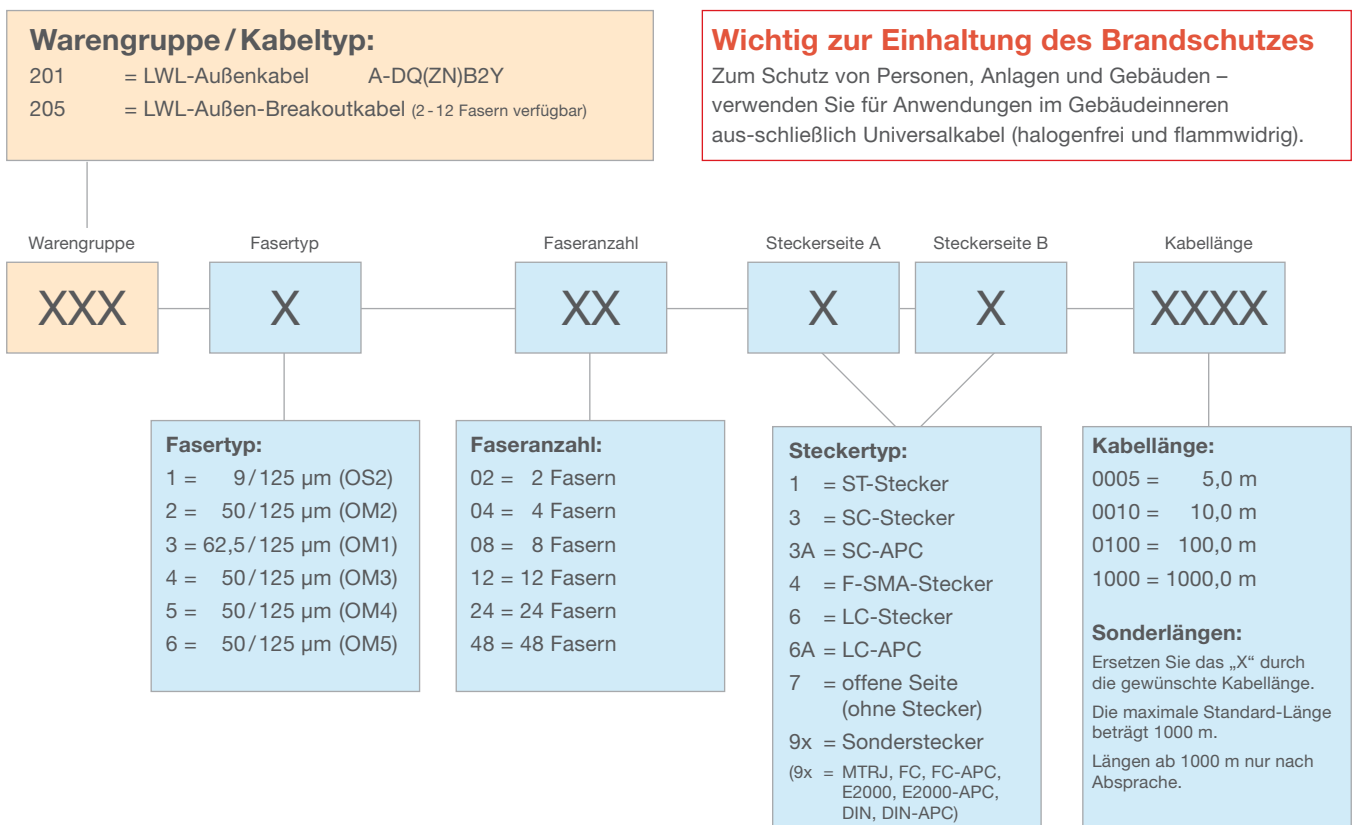 Warengruppe / Kabeltyp:
201 = LWL-Außenkabel A-DQ(ZN)B2Y
205 = LWL-Außen-Breakoutkabel (2 - 12 Fasern verfügbar)
Wichtig zur Einhaltung des Brandschutzes
Zum Schutz von Personen, Anlagen und Gebäuden –
verwenden Sie für Anwendungen im Gebäudeinneren
aus-schließlich Universalkabel (halogenfrei und flammwidrig).
Warengruppe Fasertyp Faseranzahl Steckerseite A Steckerseite B Kabellänge
XXX X XX X X XXXX
Fasertyp:
1 = 9 / 125 µm (OS2)
2 = 50 / 125 µm (OM2)
3 = 62,5 / 125 µm (OM1)
4 = 50 / 125 µm (OM3)
5 = 50 / 125 µm (OM4)
6 = 50 / 125 µm (OM5)
Faseranzahl:
02 = 2 Fasern
04 = 4 Fasern
08 = 8 Fasern
12 = 12 Fasern
24 = 24 Fasern
48 = 48 Fasern
Steckertyp:
1 = ST-Stecker
3 = SC-Stecker
3A = SC-APC
4 = F-SMA-Stecker
6 = LC-Stecker
6A = LC-APC
7 = offene Seite
(ohne Stecker)
9x = Sonderstecker
(9x = MTRJ, FC, FC-APC,
E2000, E2000-APC,
DIN, DIN-APC)
Kabellänge:
0005 = 5,0 m
0010 = 10,0 m
0100 = 100,0 m
1000 = 1000,0 m
Sonderlängen:
Ersetzen Sie das „X“ durch
die gewünschte Kabellänge.
Die maximale Standard-Länge
beträgt 1000 m.
Längen ab 1000 m nur nach
Absprache.